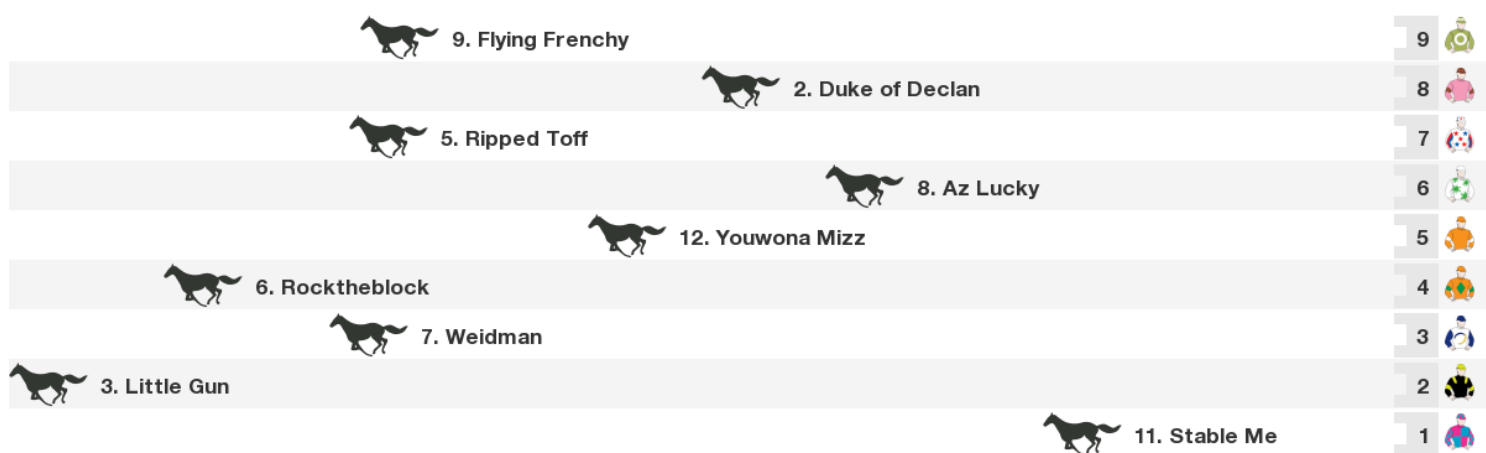 9. Flying Frenchy 9
2. Duke of Declan 8
5. Ripped Toff 7
8. Az Lucky 6
12. Youwona Mizz 5
6. Rocktheblock 4
7. Weidman 3
3. Little Gun 2
11. Stable Me 1